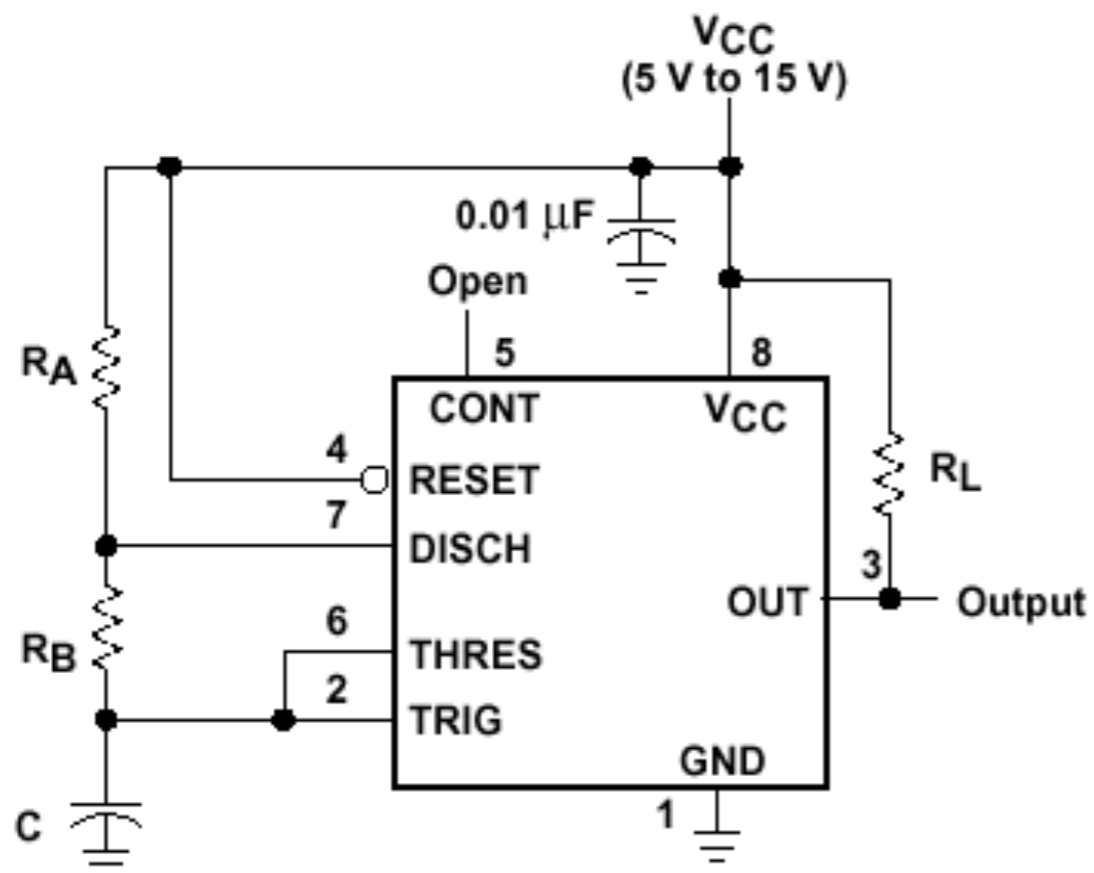 VCC
(5 V to 15 V)
0.01 μF
Open
RA
5
8
CONT
VCC
4
RESET
RL
7
DISCH
3
OUT
Output
6
THRES
RB
2
TRIG
GND
1
C